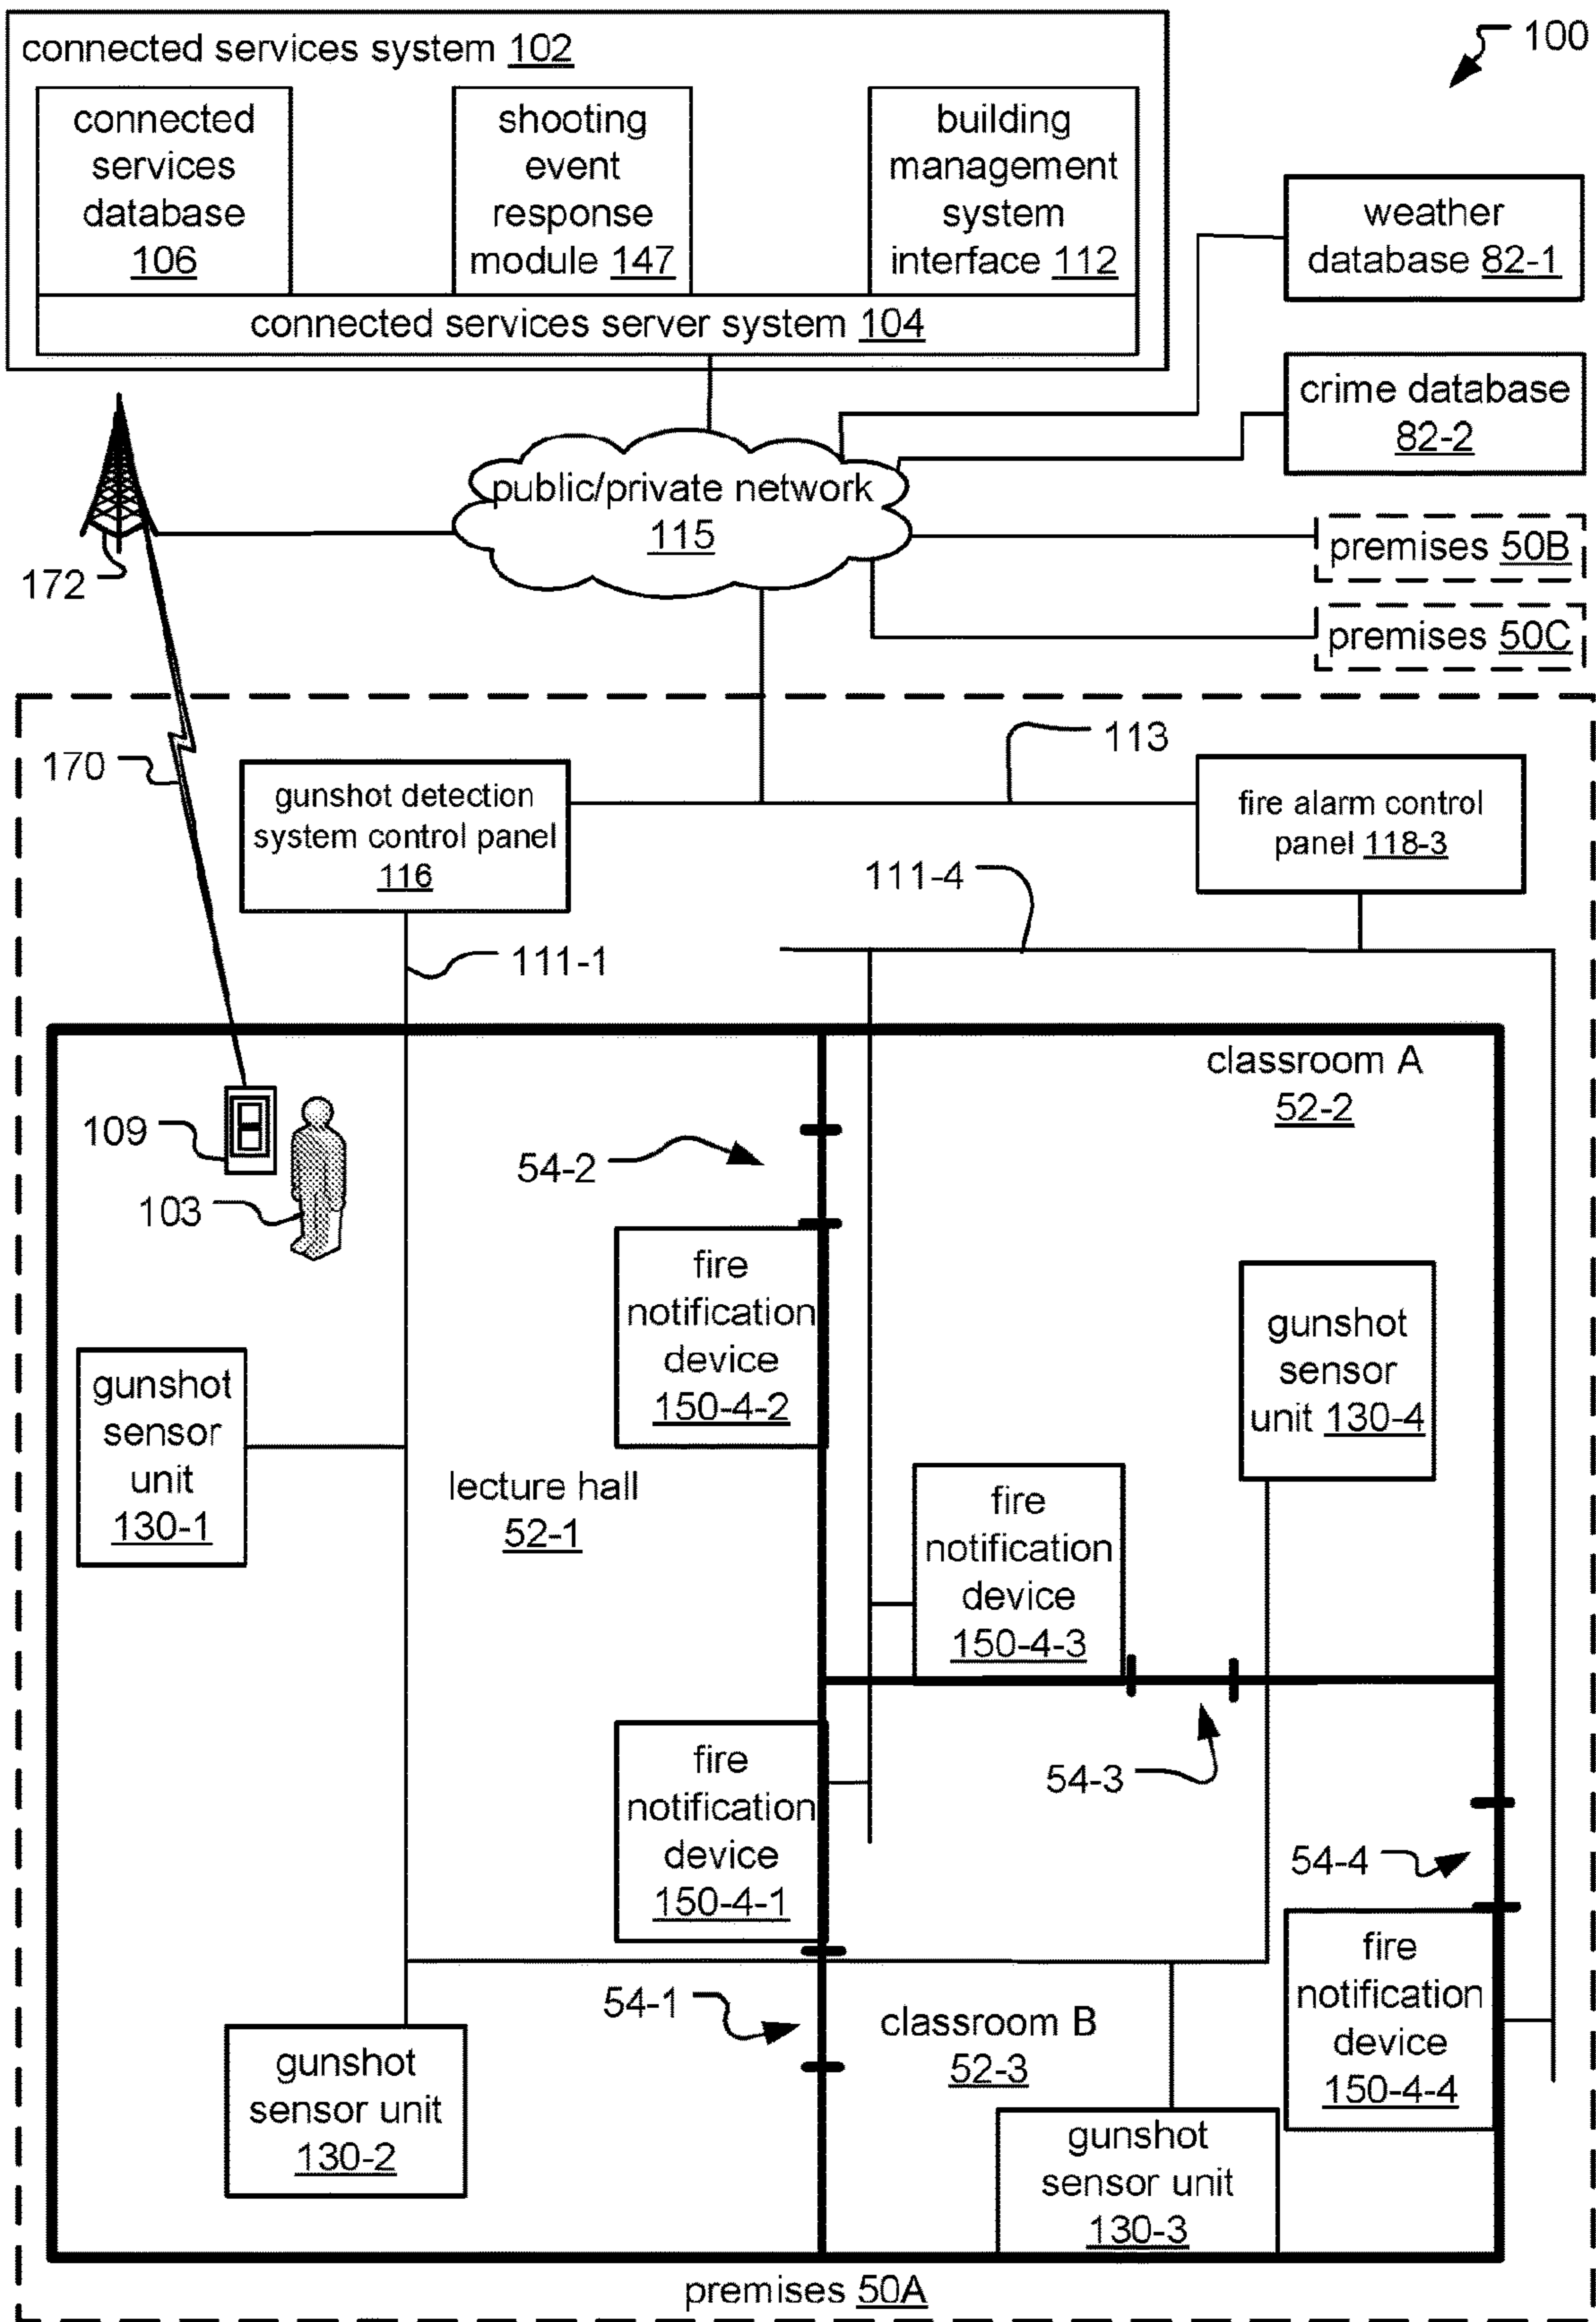 100
connected services system 102
connected
services
database
106
shooting
event
response
module 147
building
management
system
interface 112
connected services server system 104
weather
database 82-1
crime database
82-2
public/private network
115
premises 50B
premises 50C
172
170
113
gunshot detection
system control panel
116
fire alarm control
panel 118-3
111-4
111-1
classroom A
52-2
109
103
54-2
fire
notification
device
150-4-2
gunshot
sensor
unit 130-4
gunshot
sensor
unit
130-1
lecture hall
52-1
fire
notification
device
150-4-3
54-3
fire
notification
device
150-4-1
54-4
fire
notification
device
150-4-4
54-1
classroom B
52-3
gunshot
sensor unit
130-2
gunshot
sensor unit
130-3
premises 50A